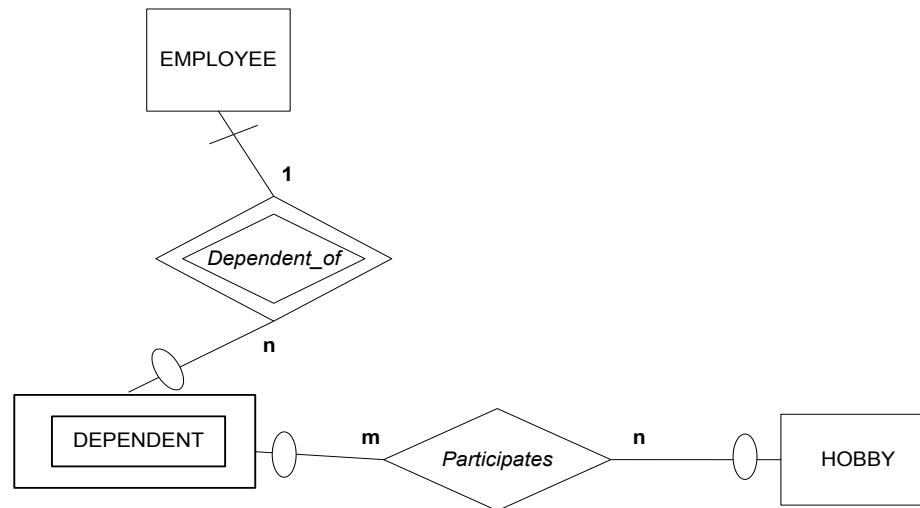 EMPLOYEE
1
Dependent_of
n
DEPENDENT
m
Participates
n
HOBBY